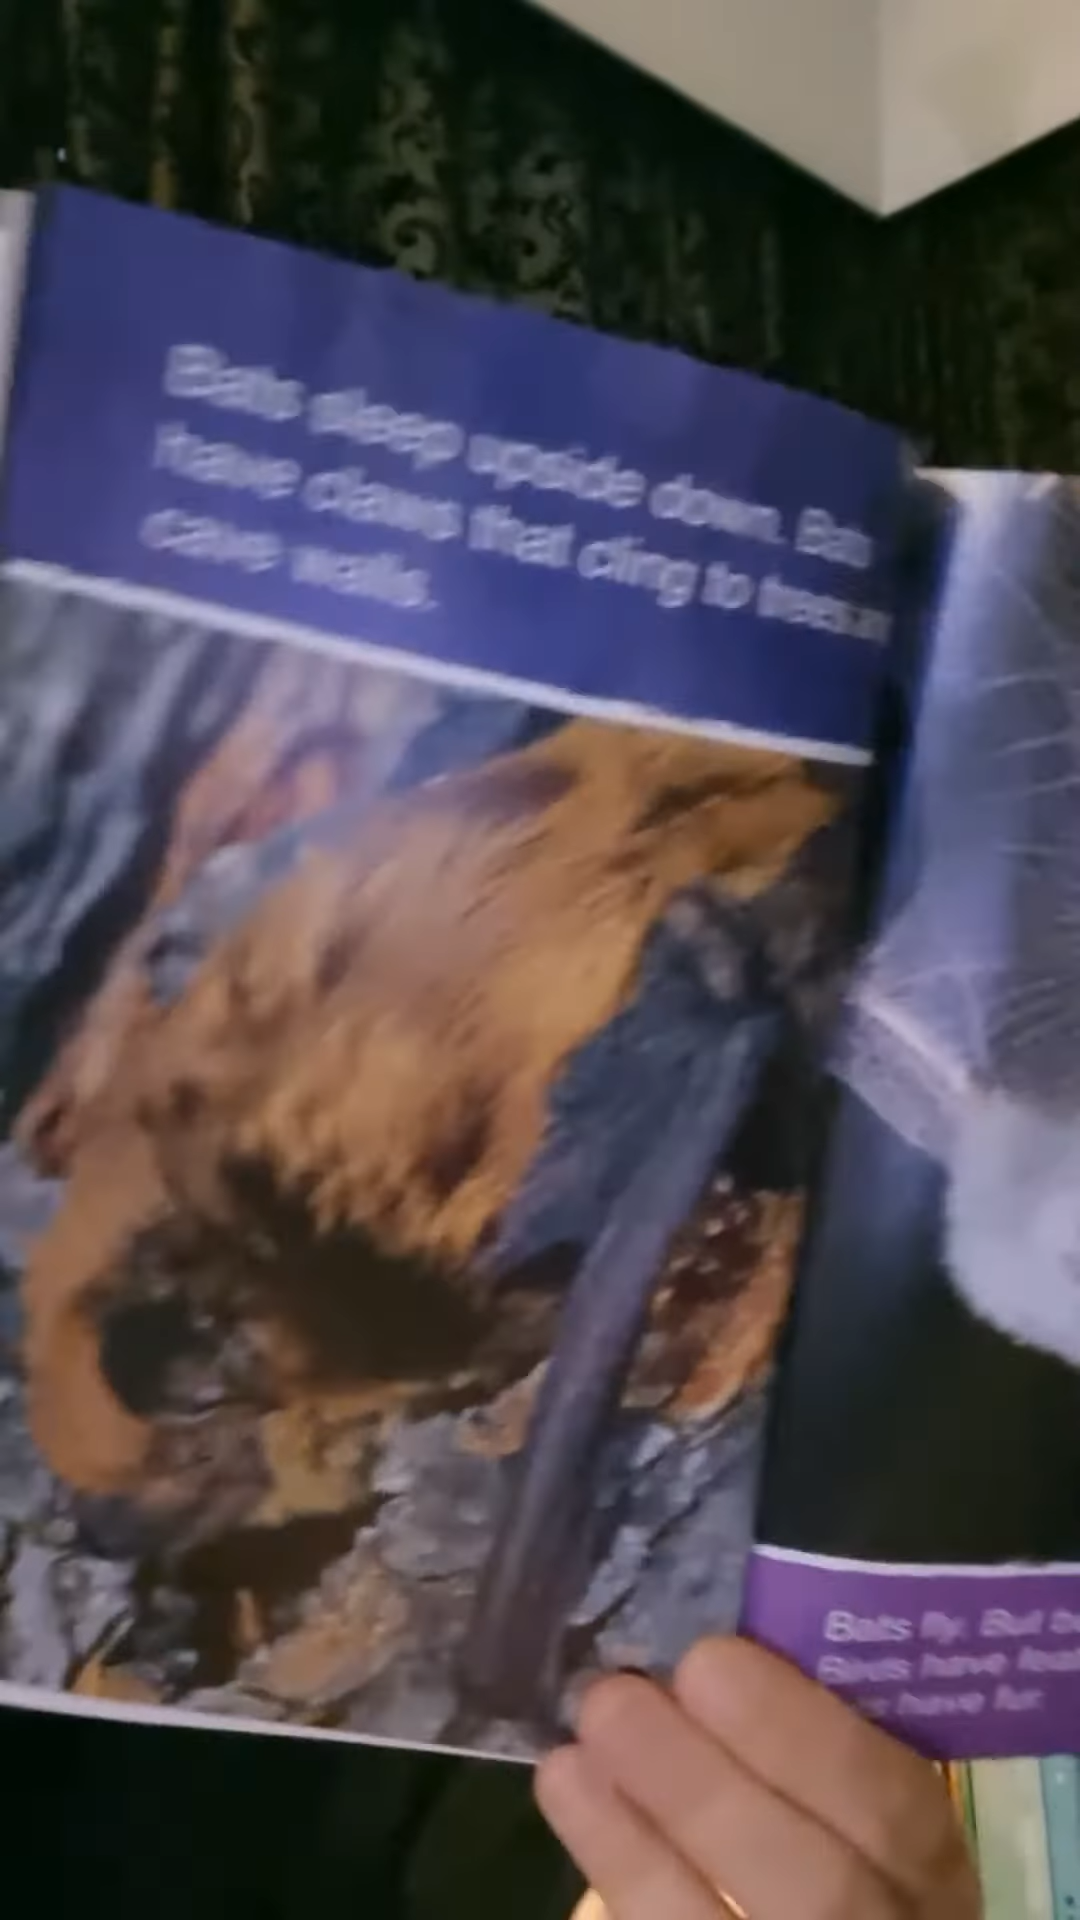 Bats sleep upside down. Bats
have claws that cling to trees or
cave walls.
Bats fly. But
Birds have
have fur.